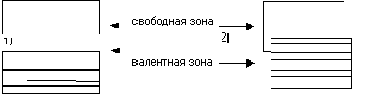 свободная зона
1) 2)
валентная зона